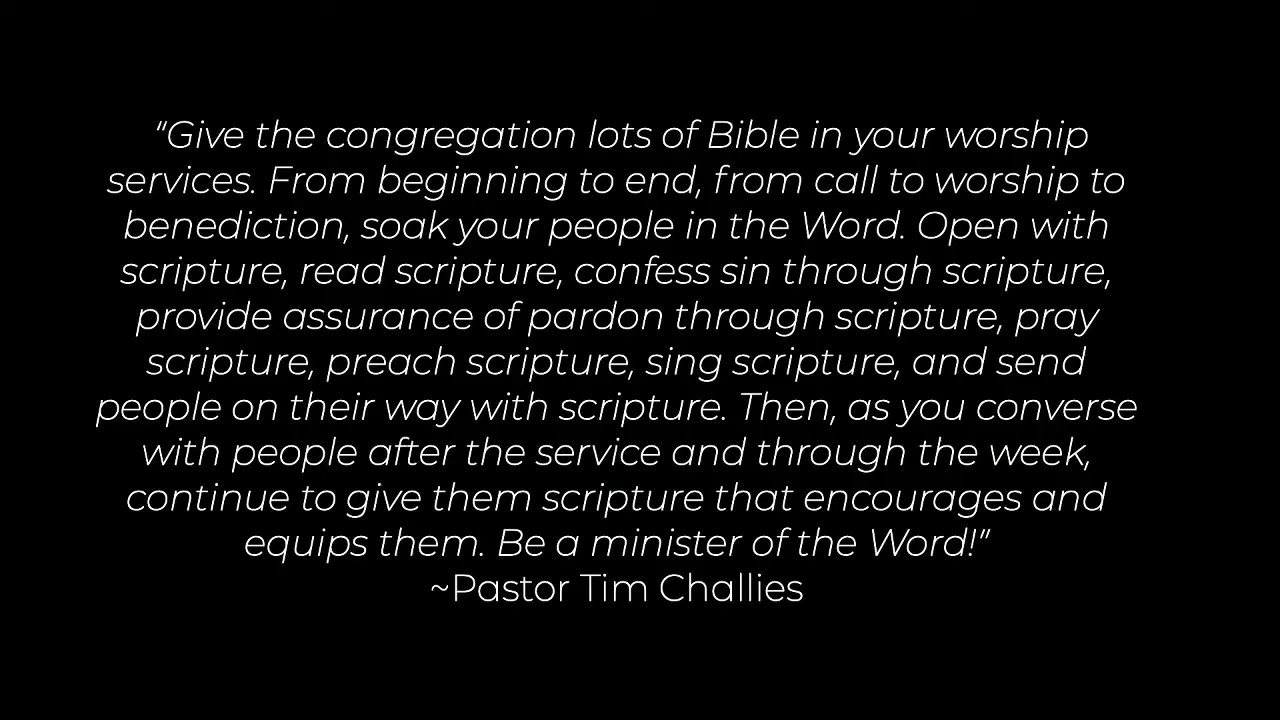 "Give the congregation lots of Bible in your worship
services. From beginning to end, from call to worship to
benediction, soak your people in the Word. Open with
scripture, read scripture, confess sin through scripture,
provide assurance of pardon through scripture, pray
scripture, preach scripture, sing scripture, and send
people on their way with scripture. Then, as you converse
with people after the service and through the week,
continue to give them scripture that encourages and
equips them. Be a minister of the Word!"
~Pastor Tim Challies